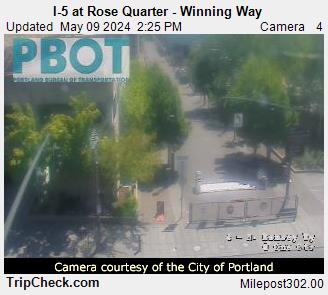 I-5 at Rose Quarter - Winning Way
Updated May 09 2024 2:25 PM Camera 4
PBOT
PORTLAND BUREAU OF TRANSPORTATION
Camera courtesy of the City of Portland
TripCheck.com Milepost302.00